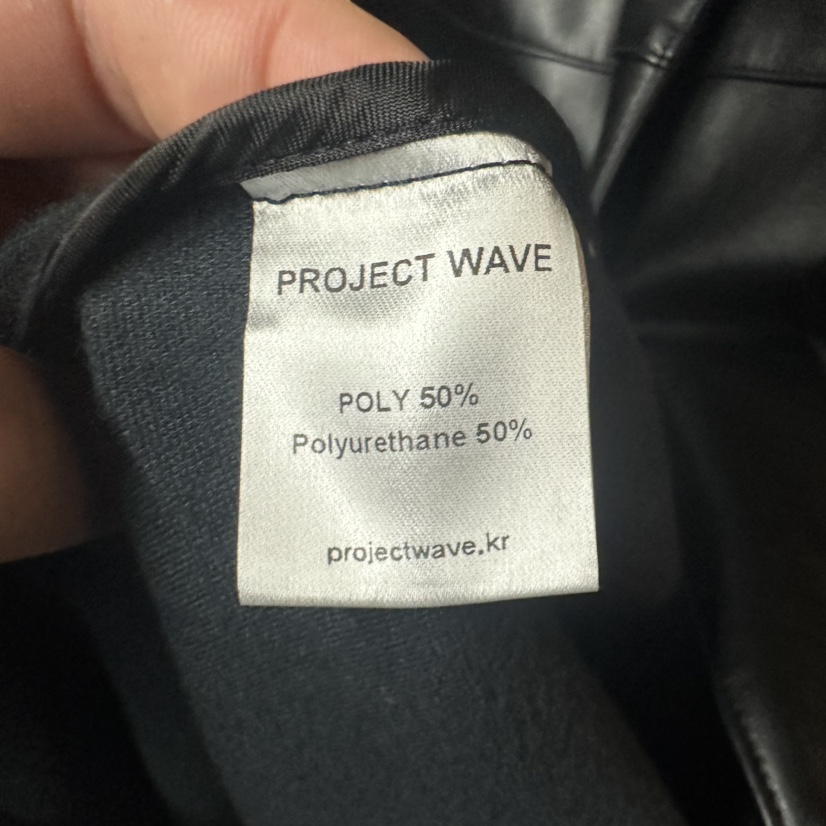 PROJECT WAVE
POLY 50%
Polyurethane 50%
projectwave.kr